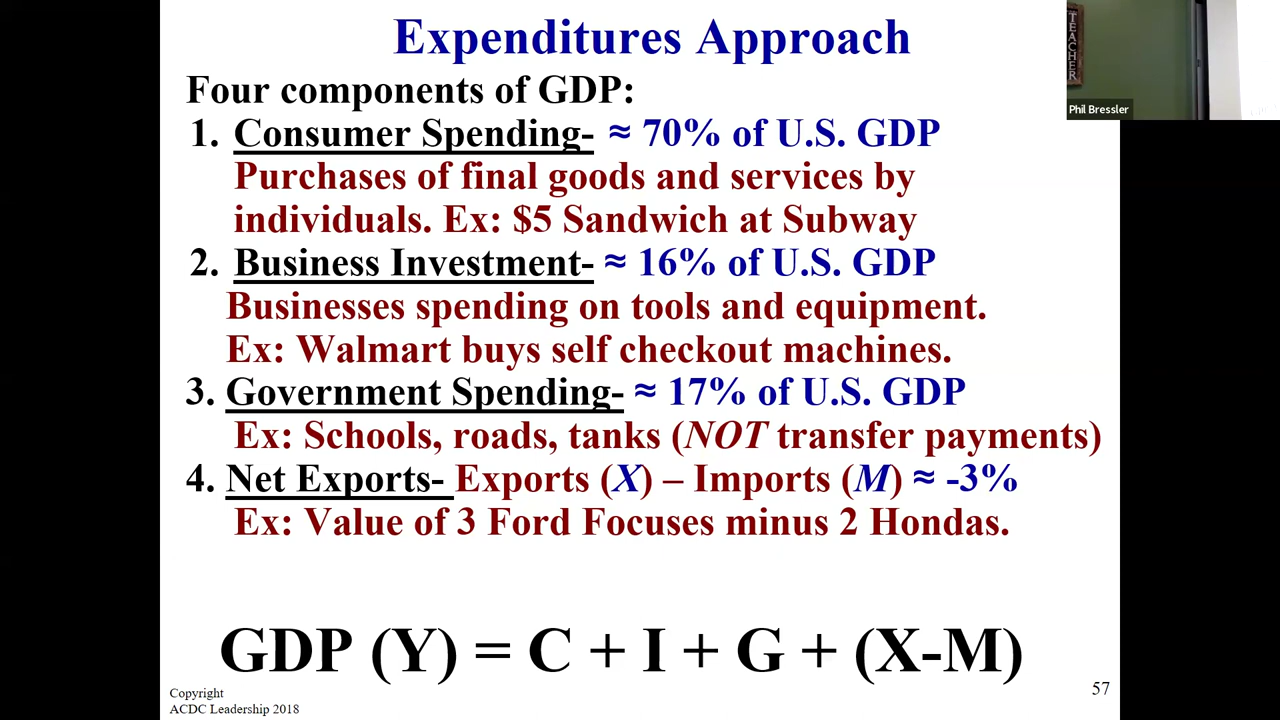 Expenditures Approach
Four components of GDP:
1. Consumer Spending- ≈ 70% of U.S. GDP
Purchases of final goods and services by
individuals. Ex: $5 Sandwich at Subway
2. Business Investment- ≈ 16% of U.S. GDP
Businesses spending on tools and equipment.
Ex: Walmart buys self checkout machines.
3. Government Spending- ≈ 17% of U.S. GDP
Ex: Schools, roads, tanks (NOT transfer payments)
4. Net Exports- Exports (X) – Imports (M) ≈ -3%
Ex: Value of 3 Ford Focuses minus 2 Hondas.
GDP (Y) = C + I + G + (X-M)
Copyright
ACDC Leadership 2018
57
TEACHER
Phil Bressler